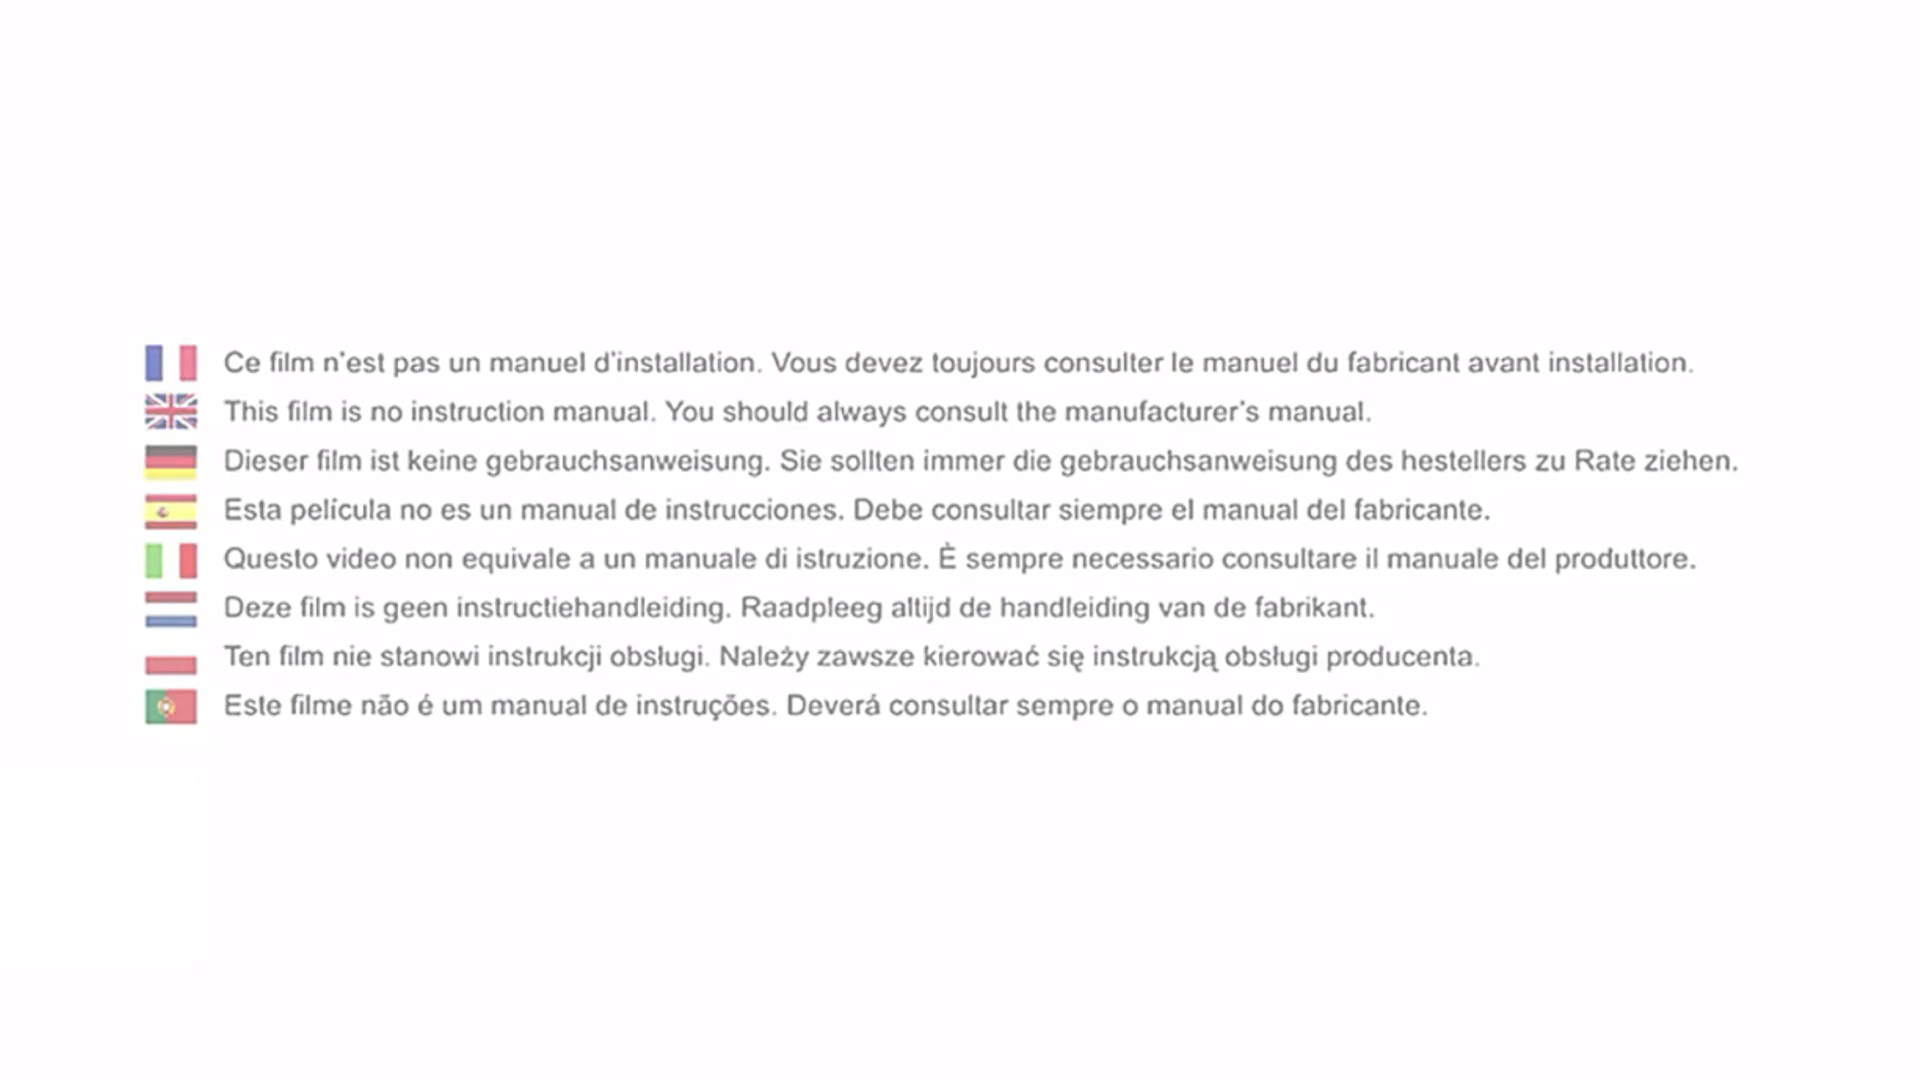 Ce film n'est pas un manuel d'installation. Vous devez toujours consulter le manuel du fabricant avant installation.
This film is no instruction manual. You should always consult the manufacturer's manual.
Dieser film ist keine gebrauchsanweisung. Sie sollten immer die gebrauchsanweisung des hestellers zu Rate ziehen.
Esta película no es un manual de instrucciones. Debe consultar siempre el manual del fabricante.
Questo video non equivale a un manuale di istruzione. È sempre necessario consultare il manuale del produttore.
Deze film is geen instructiehandleiding. Raadpleeg altijd de handleiding van de fabrikant.
Ten film nie stanowi instrukcji obsługi. Należy zawsze kierować się instrukcją obsługi producenta.
Este filme não é um manual de instruções. Deverá consultar sempre o manual do fabricante.